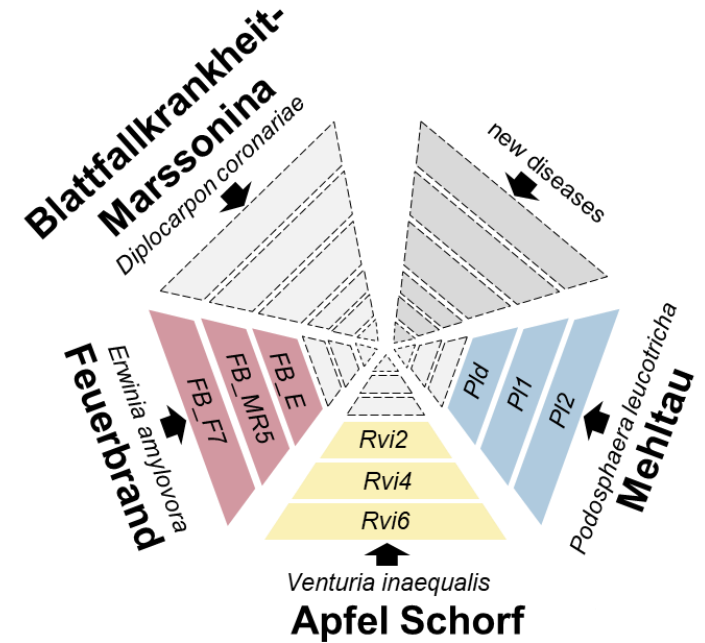 Blattfallkrankheit-
Marssonina
Diplocarpon coronariae
new diseases
Feuerbrand
Erwinia amylovora
FB_F7
FB_MR5
FB_E
Pld
Pl1
Pl2
Podosphaera leucotricha
Mehltau
Rvi2
Rvi4
Rvi6
Venturia inaequalis
Apfel Schorf